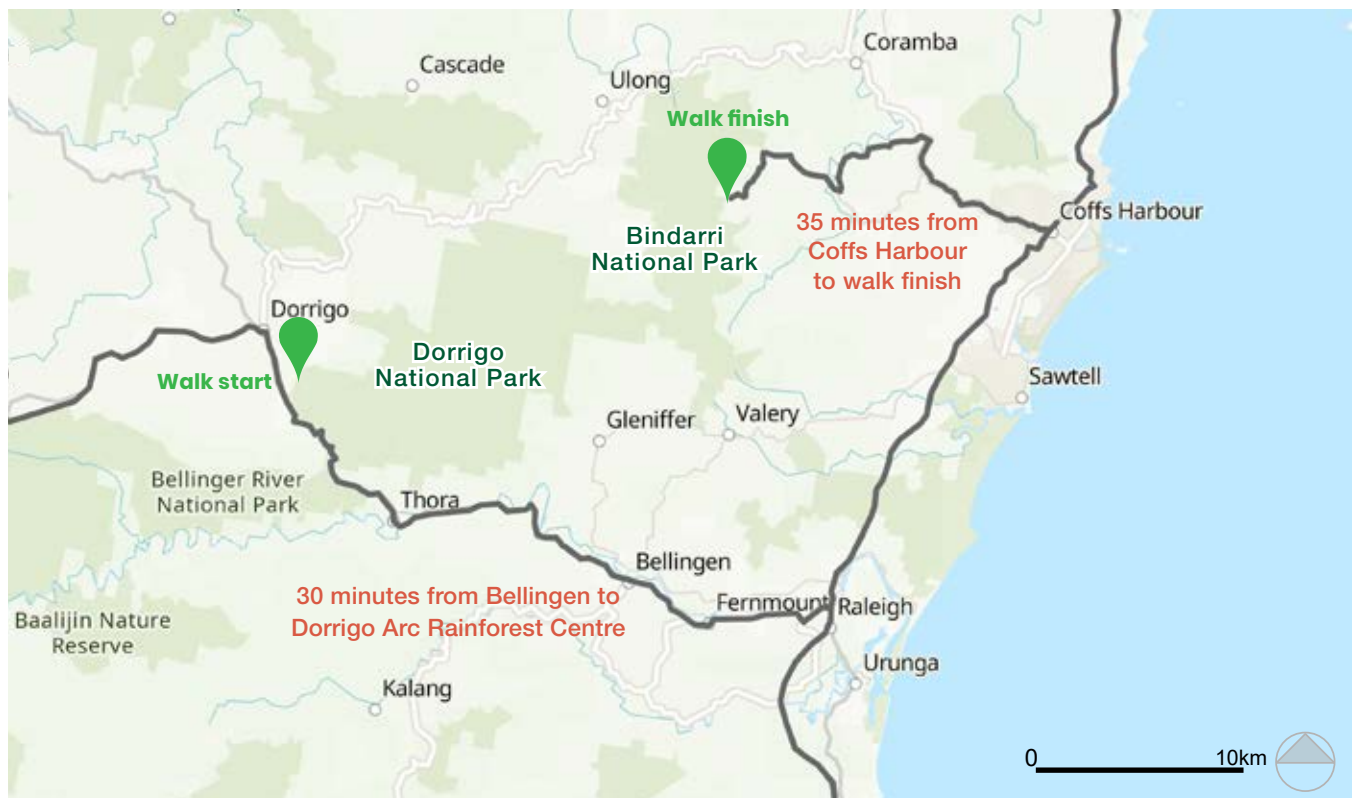 Coramba
Cascade
Ulong
Walk finish
Coffs Harbour
35 minutes from
Coffs Harbour
to walk finish
Bindarri
National Park
Dorrigo
Walk start
Dorrigo
National Park
Sawtell
Gleniffer
Valery
Bellinger River
National Park
Thora
Bellingen
30 minutes from Bellingen to
Dorrigo Arc Rainforest Centre
Fernmount
Raleigh
Baalijin Nature
Reserve
Urunga
Kalang
0
10km